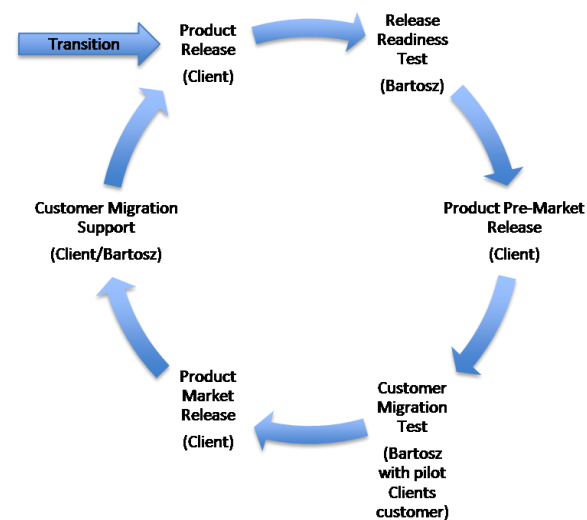 Transition
Product
Release
(Client)
Release
Readiness
Test
(Bartosz)
Product Pre-Market
Release
(Client)
Customer
Migration
Test
(Bartosz
with pilot
Clients
customer)
Product
Market
Release
(Client)
Customer Migration
Support
(Client/Bartosz)